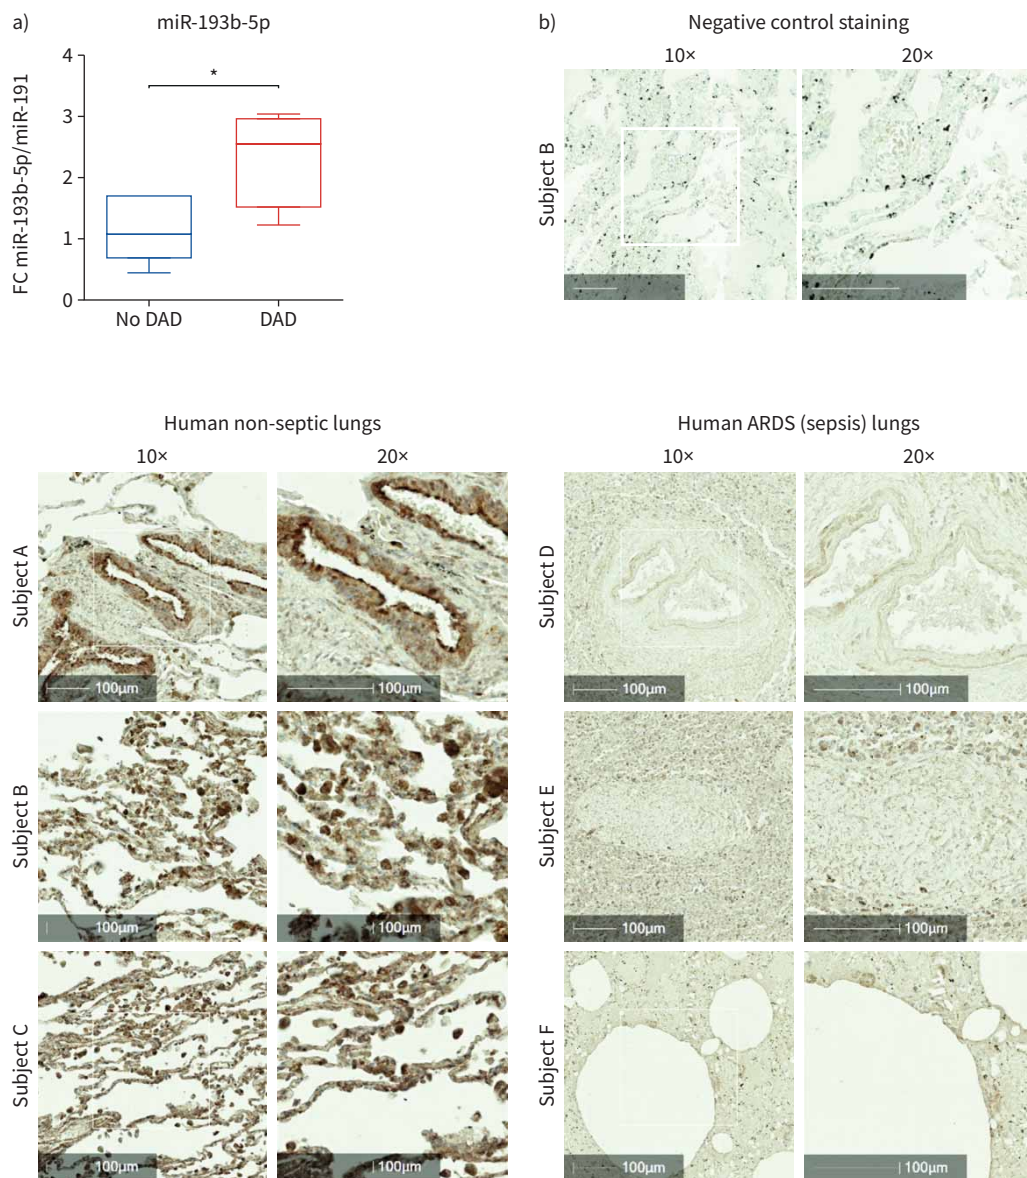 a)
miR-193b-5p
FC miR-193b-5p/miR-191
4
3
2
1
0
*
No DAD
DAD
b)
Negative control staining
10×
20×
Subject B
Human non-septic lungs
10×
20×
Subject A
100μm
100μm
Subject B
100μm
100μm
Subject C
100μm
100μm
Human ARDS (sepsis) lungs
10×
20×
Subject D
100μm
100μm
Subject E
100μm
100μm
Subject F
100μm
100μm